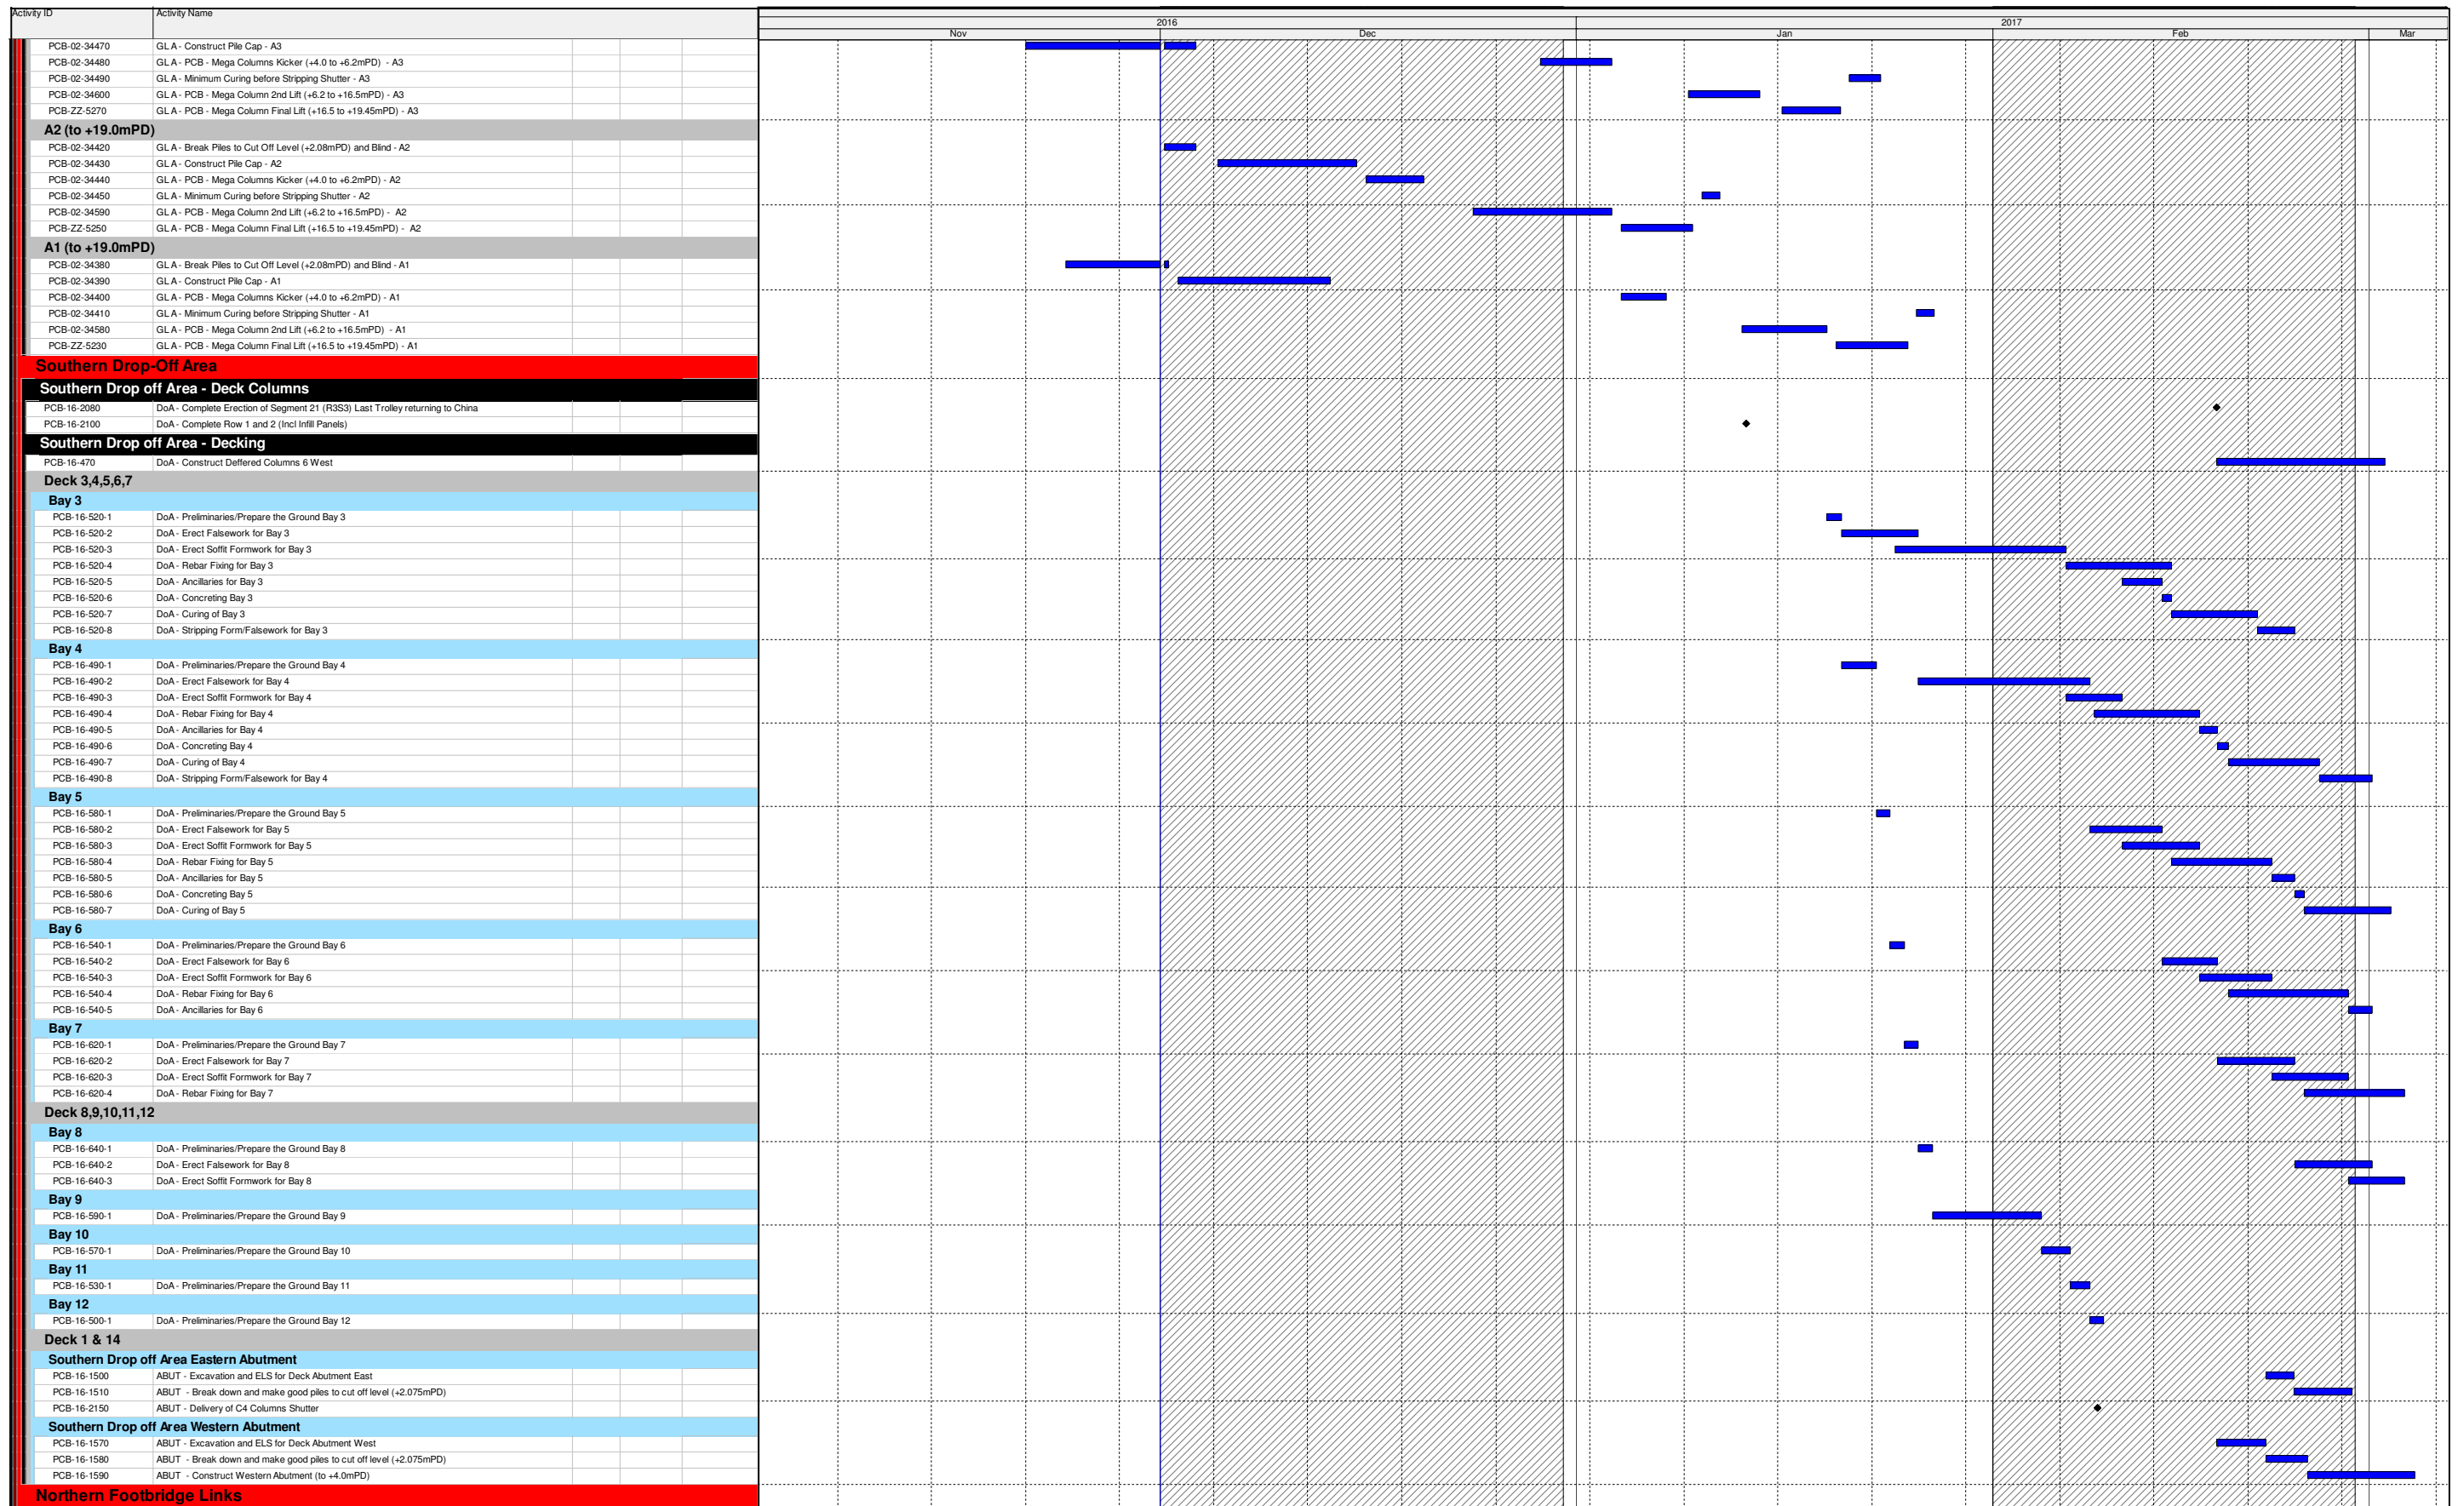 Activity ID Activity Name
2016 2017
Nov Dec Jan Feb Mar
PCB-02-34470 GL A - Construct Pile Cap - A3
PCB-02-34480 GL A - PCB - Mega Columns Kicker (+4.0 to +6.2mPD) - A3
PCB-02-34490 GL A - Minimum Curing before Stripping Shutter - A3
PCB-02-34600 GL A - PCB - Mega Column 2nd Lift (+6.2 to +16.5mPD) - A3
PCB-ZZ-5270 GL A - PCB - Mega Column Final Lift (+16.5 to +19.45mPD) - A3
A2 (to +19.0mPD)
PCB-02-34420 GL A - Break Piles to Cut Off Level (+2.08mPD) and Blind - A2
PCB-02-34430 GL A - Construct Pile Cap - A2
PCB-02-34440 GL A - PCB - Mega Columns Kicker (+4.0 to +6.2mPD) - A2
PCB-02-34450 GL A - Minimum Curing before Stripping Shutter - A2
PCB-02-34590 GL A - PCB - Mega Column 2nd Lift (+6.2 to +16.5mPD) - A2
PCB-ZZ-5250 GL A - PCB - Mega Column Final Lift (+16.5 to +19.45mPD) - A2
A1 (to +19.0mPD)
PCB-02-34380 GL A - Break Piles to Cut Off Level (+2.08mPD) and Blind - A1
PCB-02-34390 GL A - Construct Pile Cap - A1
PCB-02-34400 GL A - PCB - Mega Columns Kicker (+4.0 to +6.2mPD) - A1
PCB-02-34410 GL A - Minimum Curing before Stripping Shutter - A1
PCB-02-34580 GL A - PCB - Mega Column 2nd Lift (+6.2 to +16.5mPD) - A1
PCB-ZZ-5230 GL A - PCB - Mega Column Final Lift (+16.5 to +19.45mPD) - A1
Southern Drop-Off Area
Southern Drop off Area - Deck Columns
PCB-16-2080 DoA - Complete Erection of Segment 21 (R3S3) Last Trolley returning to China
PCB-16-2100 DoA - Complete Row 1 and 2 (Incl Infill Panels)
Southern Drop off Area - Decking
PCB-16-470 DoA - Construct Deffered Columns 6 West
Deck 3,4,5,6,7
Bay 3
PCB-16-520-1 DoA - Preliminaries/Prepare the Ground Bay 3
PCB-16-520-2 DoA - Erect Falsework for Bay 3
PCB-16-520-3 DoA - Erect Soffit Formwork for Bay 3
PCB-16-520-4 DoA - Rebar Fixing for Bay 3
PCB-16-520-5 DoA - Ancillaries for Bay 3
PCB-16-520-6 DoA - Concreting Bay 3
PCB-16-520-7 DoA - Curing of Bay 3
PCB-16-520-8 DoA - Stripping Form/Falsework for Bay 3
Bay 4
PCB-16-490-1 DoA - Preliminaries/Prepare the Ground Bay 4
PCB-16-490-2 DoA - Erect Falsework for Bay 4
PCB-16-490-3 DoA - Erect Soffit Formwork for Bay 4
PCB-16-490-4 DoA - Rebar Fixing for Bay 4
PCB-16-490-5 DoA - Ancillaries for Bay 4
PCB-16-490-6 DoA - Concreting Bay 4
PCB-16-490-7 DoA - Curing of Bay 4
PCB-16-490-8 DoA - Stripping Form/Falsework for Bay 4
Bay 5
PCB-16-580-1 DoA - Preliminaries/Prepare the Ground Bay 5
PCB-16-580-2 DoA - Erect Falsework for Bay 5
PCB-16-580-3 DoA - Erect Soffit Formwork for Bay 5
PCB-16-580-4 DoA - Rebar Fixing for Bay 5
PCB-16-580-5 DoA - Ancillaries for Bay 5
PCB-16-580-6 DoA - Concreting Bay 5
PCB-16-580-7 DoA - Curing of Bay 5
Bay 6
PCB-16-540-1 DoA - Preliminaries/Prepare the Ground Bay 6
PCB-16-540-2 DoA - Erect Falsework for Bay 6
PCB-16-540-3 DoA - Erect Soffit Formwork for Bay 6
PCB-16-540-4 DoA - Rebar Fixing for Bay 6
PCB-16-540-5 DoA - Ancillaries for Bay 6
Bay 7
PCB-16-620-1 DoA - Preliminaries/Prepare the Ground Bay 7
PCB-16-620-2 DoA - Erect Falsework for Bay 7
PCB-16-620-3 DoA - Erect Soffit Formwork for Bay 7
PCB-16-620-4 DoA - Rebar Fixing for Bay 7
Deck 8,9,10,11,12
Bay 8
PCB-16-640-1 DoA - Preliminaries/Prepare the Ground Bay 8
PCB-16-640-2 DoA - Erect Falsework for Bay 8
PCB-16-640-3 DoA - Erect Soffit Formwork for Bay 8
Bay 9
PCB-16-590-1 DoA - Preliminaries/Prepare the Ground Bay 9
Bay 10
PCB-16-570-1 DoA - Preliminaries/Prepare the Ground Bay 10
Bay 11
PCB-16-530-1 DoA - Preliminaries/Prepare the Ground Bay 11
Bay 12
PCB-16-500-1 DoA - Preliminaries/Prepare the Ground Bay 12
Deck 1 & 14
Southern Drop off Area Eastern Abutment
PCB-16-1500 ABUT - Excavation and ELS for Deck Abutment East
PCB-16-1510 ABUT - Break down and make good piles to cut off level (+2.075mPD)
PCB-16-2150 ABUT - Delivery of C4 Columns Shutter
Southern Drop off Area Western Abutment
PCB-16-1570 ABUT - Excavation and ELS for Deck Abutment West
PCB-16-1580 ABUT - Break down and make good piles to cut off level (+2.075mPD)
PCB-16-1590 ABUT - Construct Western Abutment (to +4.0mPD)
Northern Footbridge Links